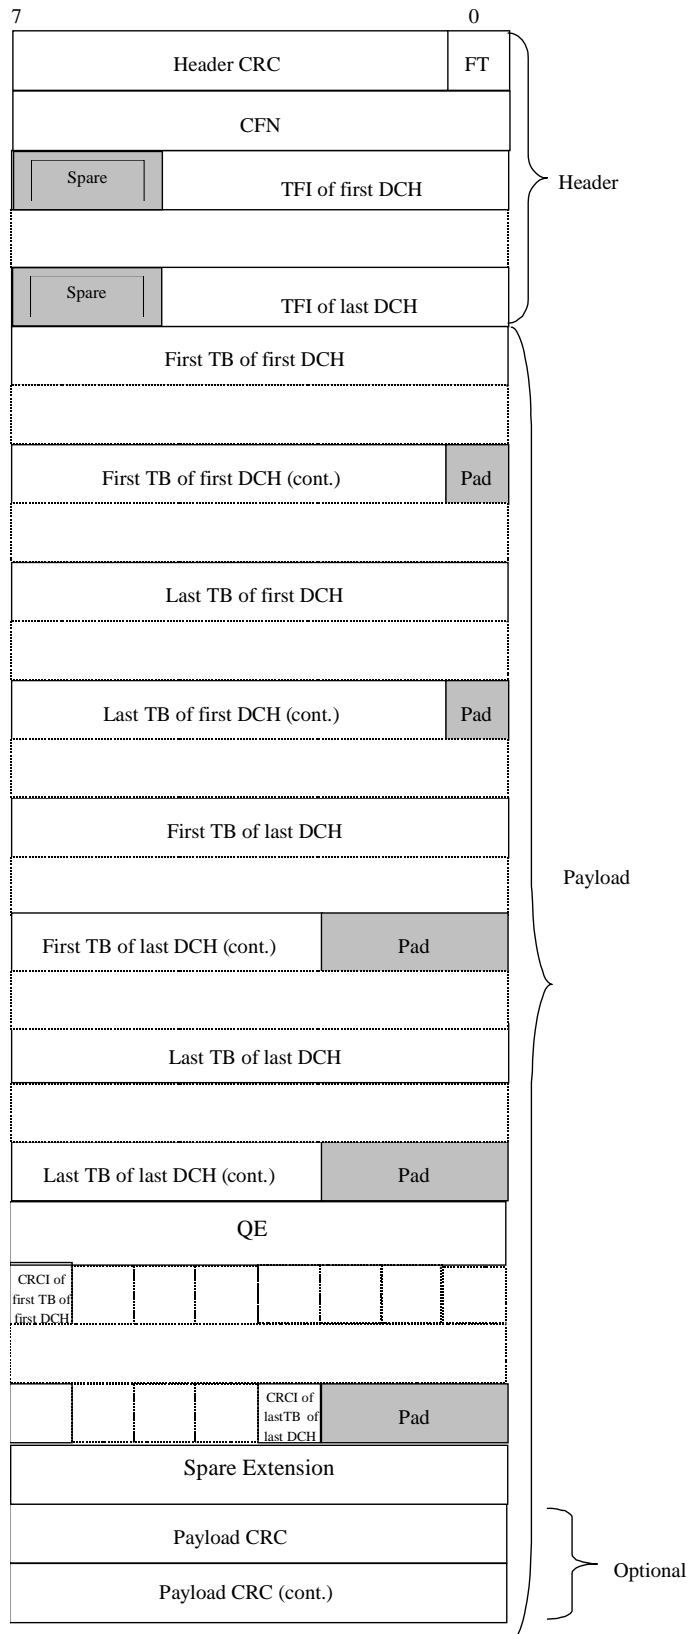 7 0
Header CRC FT
CFN
Spare TFI of first DCH
Header
Spare TFI of last DCH
First TB of first DCH
First TB of first DCH (cont.) Pad
Last TB of first DCH
Last TB of first DCH (cont.) Pad
First TB of last DCH
Payload
First TB of last DCH (cont.) Pad
Last TB of last DCH
Last TB of last DCH (cont.) Pad
QE
CRCI of
first TB of
first DCH
CRCI of
lastTB of
last DCH
Pad
Spare Extension
Payload CRC
Optional
Payload CRC (cont.)